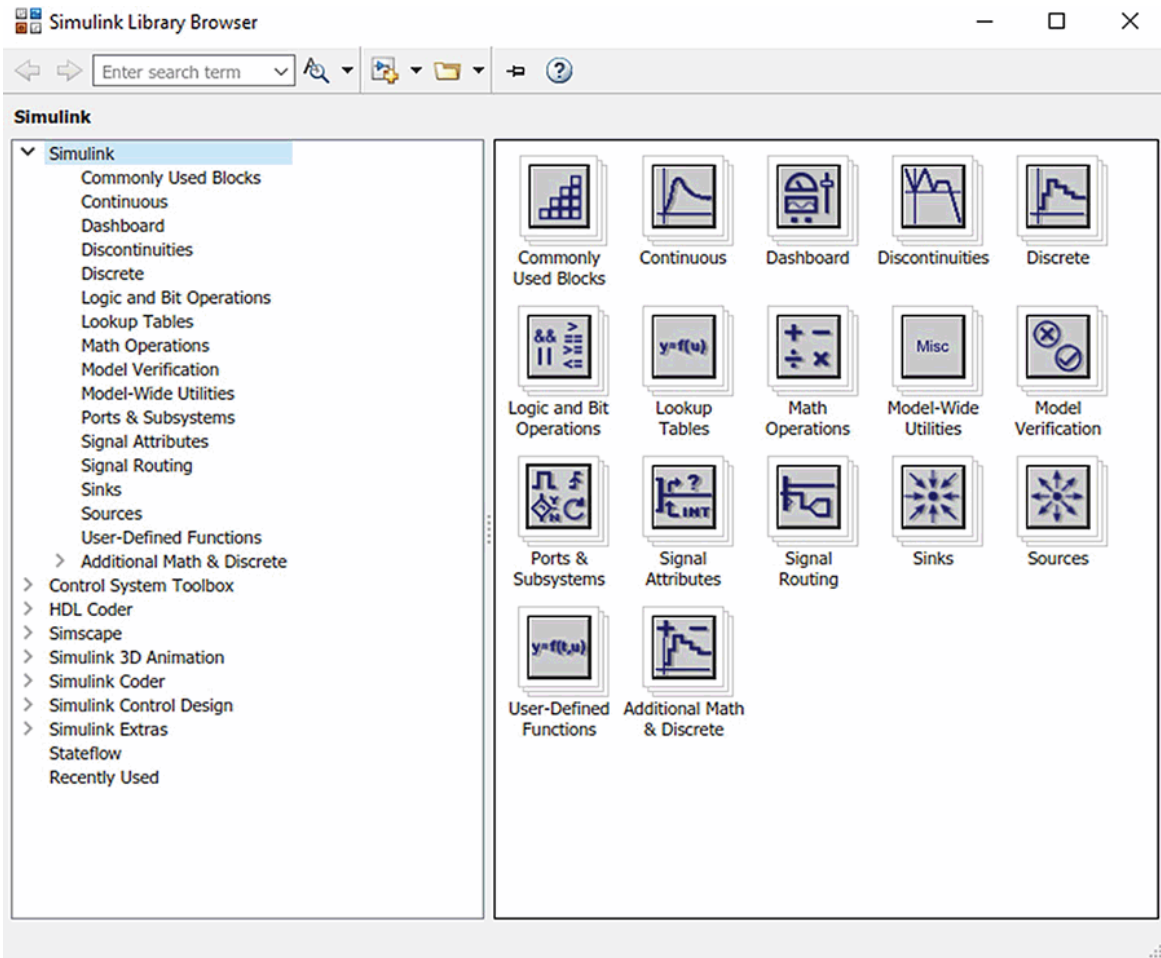 Simulink Library Browser
Enter search term
Simulink
Simulink
Commonly Used Blocks
Continuous
Dashboard
Discontinuities
Discrete
Logic and Bit Operations
Lookup Tables
Math Operations
Model Verification
Model-Wide Utilities
Ports & Subsystems
Signal Attributes
Signal Routing
Sinks
Sources
User-Defined Functions
Additional Math & Discrete
Control System Toolbox
HDL Coder
Simscape
Simulink 3D Animation
Simulink Coder
Simulink Control Design
Simulink Extras
Stateflow
Recently Used
Commonly
Used Blocks
Continuous
Dashboard
Discontinuities
Discrete
&& > ==
|| >= <=
Logic and Bit
Operations
y=f(u)
Lookup
Tables
+ −
÷ ×
Math
Operations
Misc
Model-Wide
Utilities
Model
Verification
Y
N
Ports &
Subsystems
?
INT
Signal
Attributes
Signal
Routing
Sinks
Sources
y=f(t,u)
User-Defined
Functions
+ −
Additional Math
& Discrete